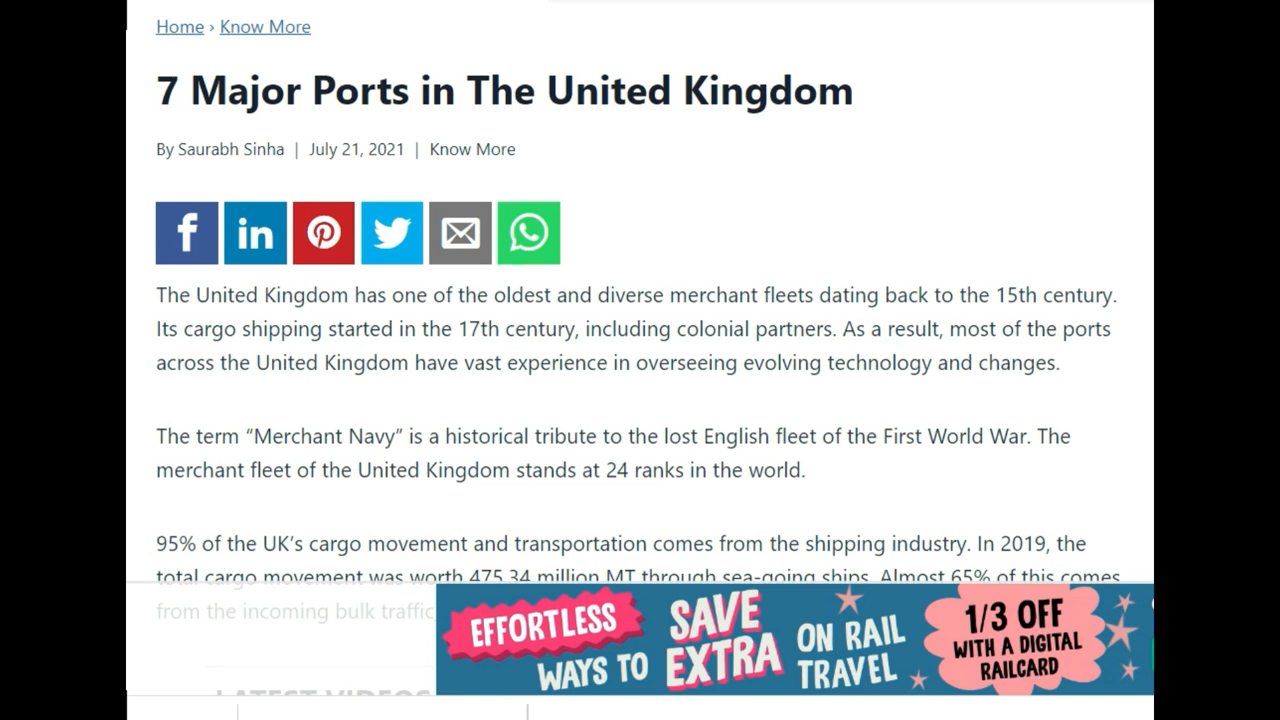 Home › Know More
7 Major Ports in The United Kingdom
By Saurabh Sinha | July 21, 2021 | Know More
f in
The United Kingdom has one of the oldest and diverse merchant fleets dating back to the 15th century.
Its cargo shipping started in the 17th century, including colonial partners. As a result, most of the ports
across the United Kingdom have vast experience in overseeing evolving technology and changes.
The term “Merchant Navy” is a historical tribute to the lost English fleet of the First World War. The
merchant fleet of the United Kingdom stands at 24 ranks in the world.
95% of the UK’s cargo movement and transportation comes from the shipping industry. In 2019, the
total cargo movement was worth 475.34 million MT through sea-going ships. Almost 65% of this comes
from the incoming bulk traffic
EFFORTLESS
WAYS TO
SAVE
EXTRA
ON RAIL
TRAVEL
1/3 OFF
WITH A DIGITAL
RAILCARD
LATEST VIDEOS